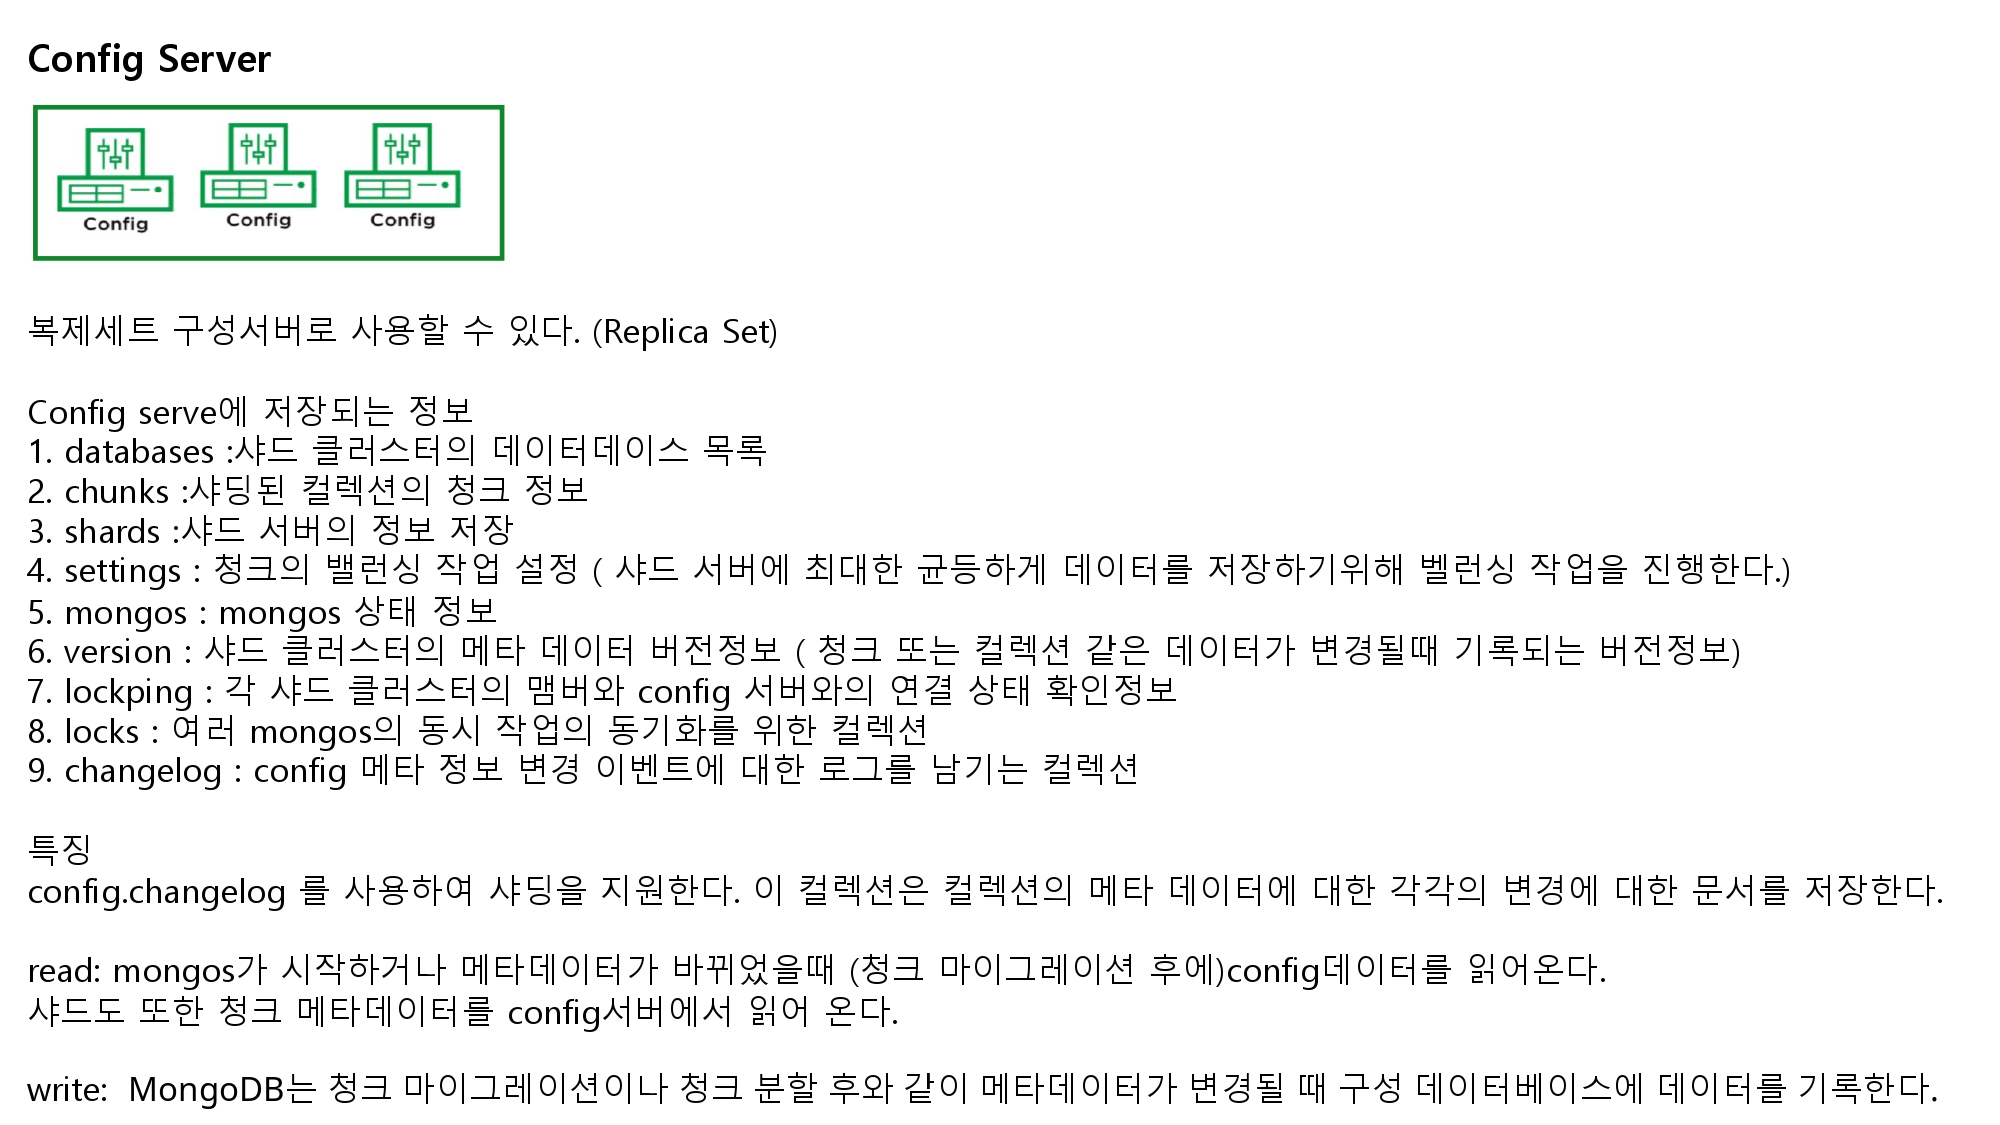 Config Server
Config Config Config
복제세트 구성서버로 사용할 수 있다. (Replica Set)
Config serve에 저장되는 정보
1. databases :샤드 클러스터의 데이터데이스 목록
2. chunks :샤딩된 컬렉션의 청크 정보
3. shards :샤드 서버의 정보 저장
4. settings : 청크의 밸런싱 작업 설정 ( 샤드 서버에 최대한 균등하게 데이터를 저장하기위해 벨런싱 작업을 진행한다.)
5. mongos : mongos 상태 정보
6. version : 샤드 클러스터의 메타 데이터 버전정보 ( 청크 또는 컬렉션 같은 데이터가 변경될때 기록되는 버전정보)
7. lockping : 각 샤드 클러스터의 맴버와 config 서버와의 연결 상태 확인정보
8. locks : 여러 mongos의 동시 작업의 동기화를 위한 컬렉션
9. changelog : config 메타 정보 변경 이벤트에 대한 로그를 남기는 컬렉션
특징
config.changelog 를 사용하여 샤딩을 지원한다. 이 컬렉션은 컬렉션의 메타 데이터에 대한 각각의 변경에 대한 문서를 저장한다.
read: mongos가 시작하거나 메타데이터가 바뀌었을때 (청크 마이그레이션 후에)config데이터를 읽어온다.
샤드도 또한 청크 메타데이터를 config서버에서 읽어 온다.
write:  MongoDB는 청크 마이그레이션이나 청크 분할 후와 같이 메타데이터가 변경될 때 구성 데이터베이스에 데이터를 기록한다.